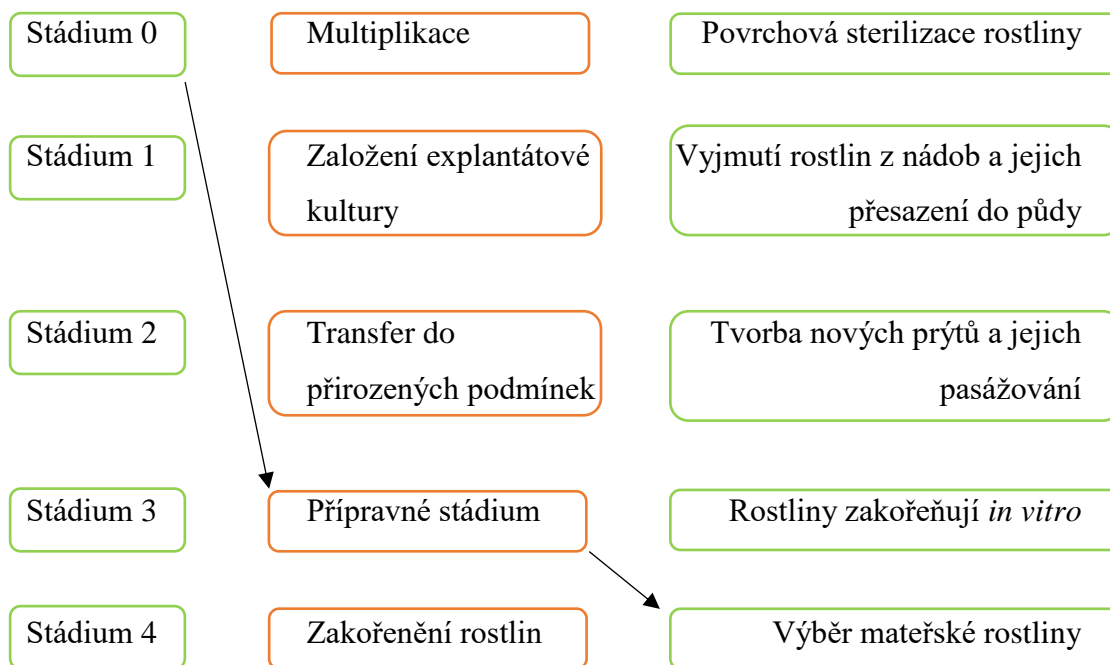 Stádium 0
Multiplikace
Povrchová sterilizace rostliny
Stádium 1
Založení explantátové
kultury
Vyjmutí rostlin z nádob a jejich
přesazení do půdy
Stádium 2
Transfer do
přirozených podmínek
Tvorba nových prýtů a jejich
pasážování
Stádium 3
Přípravné stádium
Rostliny zakořeňují in vitro
Stádium 4
Zakořenění rostlin
Výběr mateřské rostliny